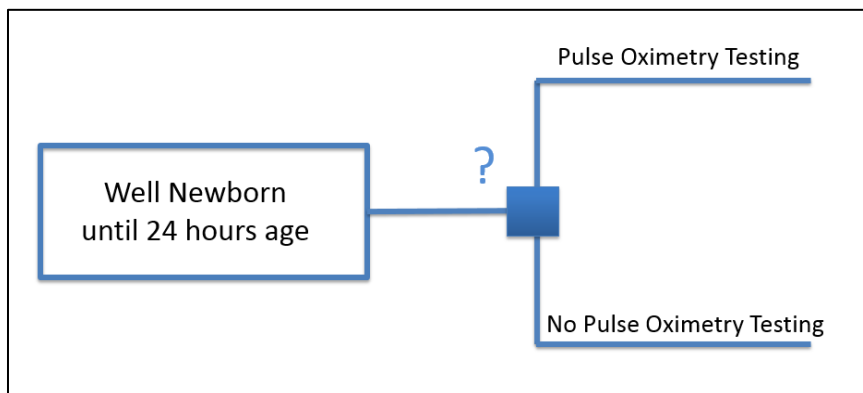 Pulse Oximetry Testing
?
Well Newborn
until 24 hours age
No Pulse Oximetry Testing